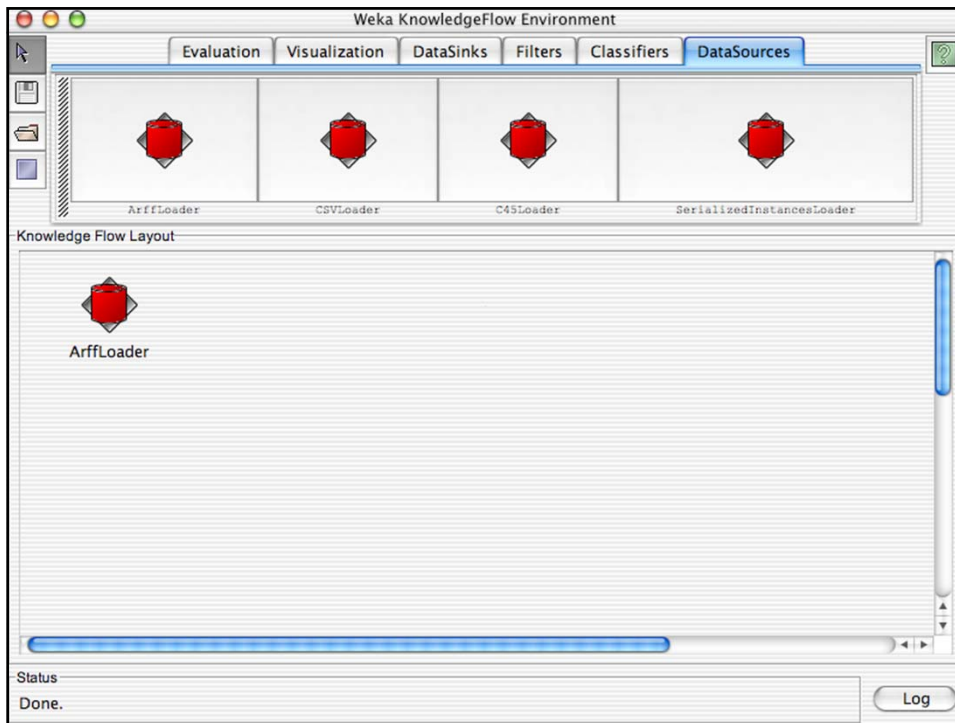 Weka KnowledgeFlow Environment
Evaluation
Visualization
DataSinks
Filters
Classifiers
DataSources
?
ArffLoader
CSVLoader
C45Loader
SerializedInstancesLoader
Knowledge Flow Layout
ArffLoader
Status
Done.
Log